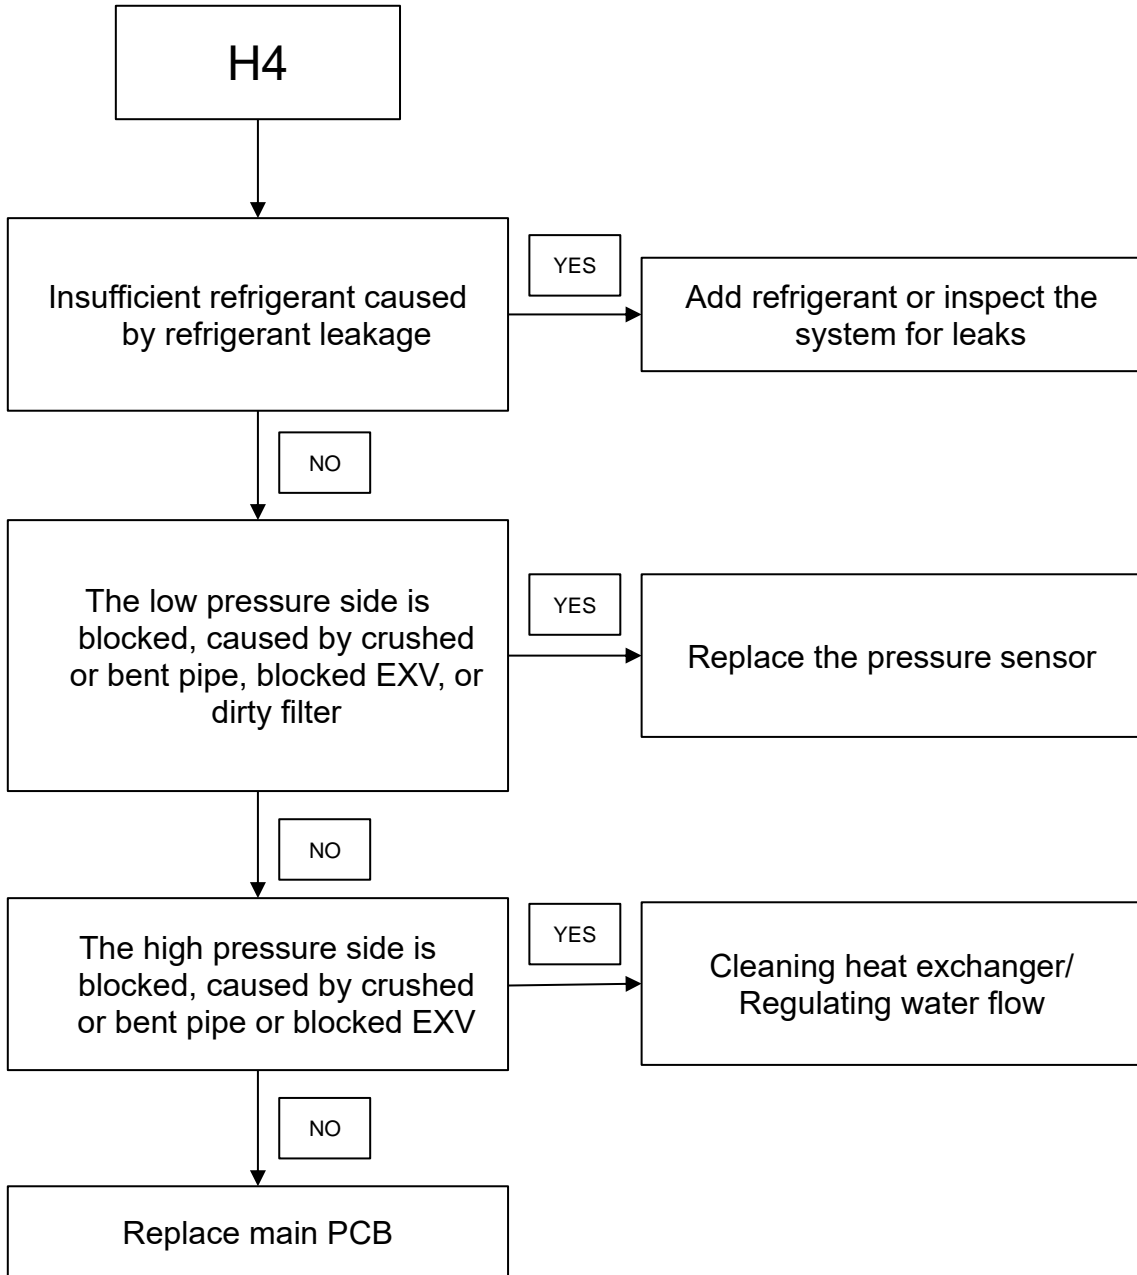 H4
Insufficient refrigerant caused
by refrigerant leakage
YES
Add refrigerant or inspect the
system for leaks
NO
The low pressure side is
blocked, caused by crushed
or bent pipe, blocked EXV, or
dirty filter
YES
Replace the pressure sensor
NO
The high pressure side is
blocked, caused by crushed
or bent pipe or blocked EXV
YES
Cleaning heat exchanger/
Regulating water flow
NO
Replace main PCB